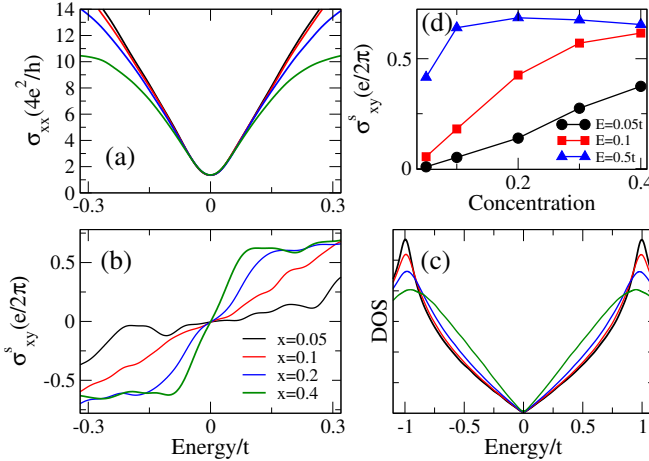 14
12
10
8
6
4
2
0
-0.3
0
0.3
σxx(4e²/h)
(a)
(d)
0.5
0
0.2
0.4
σˢxy(e/2π)
Concentration
E=0.05t
E=0.1
E=0.5t
(b)
0.5
0
-0.5
-0.3
0
0.3
σˢxy(e/2π)
Energy/t
x=0.05
x=0.1
x=0.2
x=0.4
(c)
DOS
-1
-0.5
0
0.5
1
Energy/t